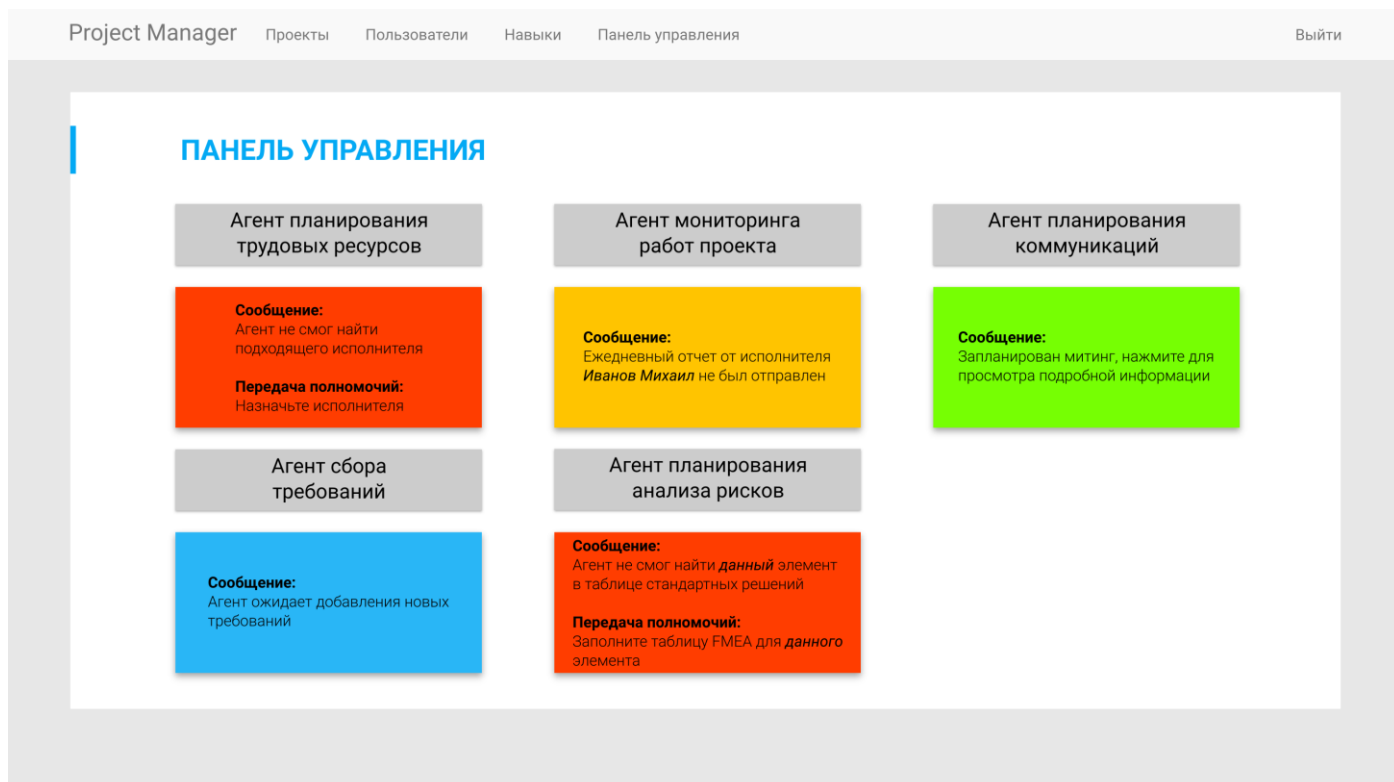 Project Manager Проекты Пользователи Навыки Панель управления Выйти
ПАНЕЛЬ УПРАВЛЕНИЯ
Агент планирования
трудовых ресурсов
Агент мониторинга
работ проекта
Агент планирования
коммуникаций
Сообщение:
Агент не смог найти
подходящего исполнителя
Передача полномочий:
Назначьте исполнителя
Сообщение:
Ежедневный отчет от исполнителя
Иванов Михаил не был отправлен
Сообщение:
Запланирован митинг, нажмите для
просмотра подробной информации
Агент сбора
требований
Агент планирования
анализа рисков
Сообщение:
Агент ожидает добавления новых
требований
Сообщение:
Агент не смог найти данный элемент
в таблице стандартных решений
Передача полномочий:
Заполните таблицу FMEA для данного
элемента